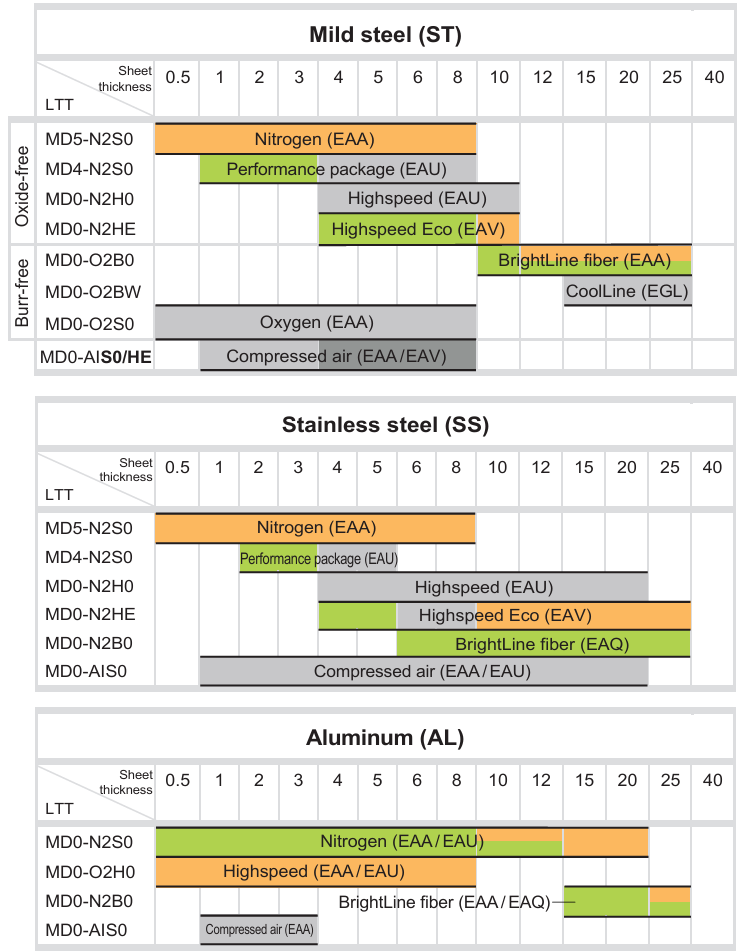 Mild steel (ST)
Sheet thickness
LTT
0.5 1 2 3 4 5 6 8 10 12 15 20 25 40
Oxide-free
MD5-N2S0 Nitrogen (EAA)
MD4-N2S0 Performance package (EAU)
MD0-N2H0 Highspeed (EAU)
MD0-N2HE Highspeed Eco (EAV)
Burr-free
MD0-O2B0 BrightLine fiber (EAA)
MD0-O2BW CoolLine (EGL)
MD0-O2S0 Oxygen (EAA)
MD0-AIS0/HE Compressed air (EAA/EAV)
Stainless steel (SS)
Sheet thickness
LTT
0.5 1 2 3 4 5 6 8 10 12 15 20 25 40
MD5-N2S0 Nitrogen (EAA)
MD4-N2S0 Performance package (EAU)
MD0-N2H0 Highspeed (EAU)
MD0-N2HE Highspeed Eco (EAV)
MD0-N2B0 BrightLine fiber (EAQ)
MD0-AIS0 Compressed air (EAA/EAU)
Aluminum (AL)
Sheet thickness
LTT
0.5 1 2 3 4 5 6 8 10 12 15 20 25 40
MD0-N2S0 Nitrogen (EAA/EAU)
MD0-O2H0 Highspeed (EAA/EAU)
MD0-N2B0 BrightLine fiber (EAA/EAQ)
MD0-AIS0 Compressed air (EAA)